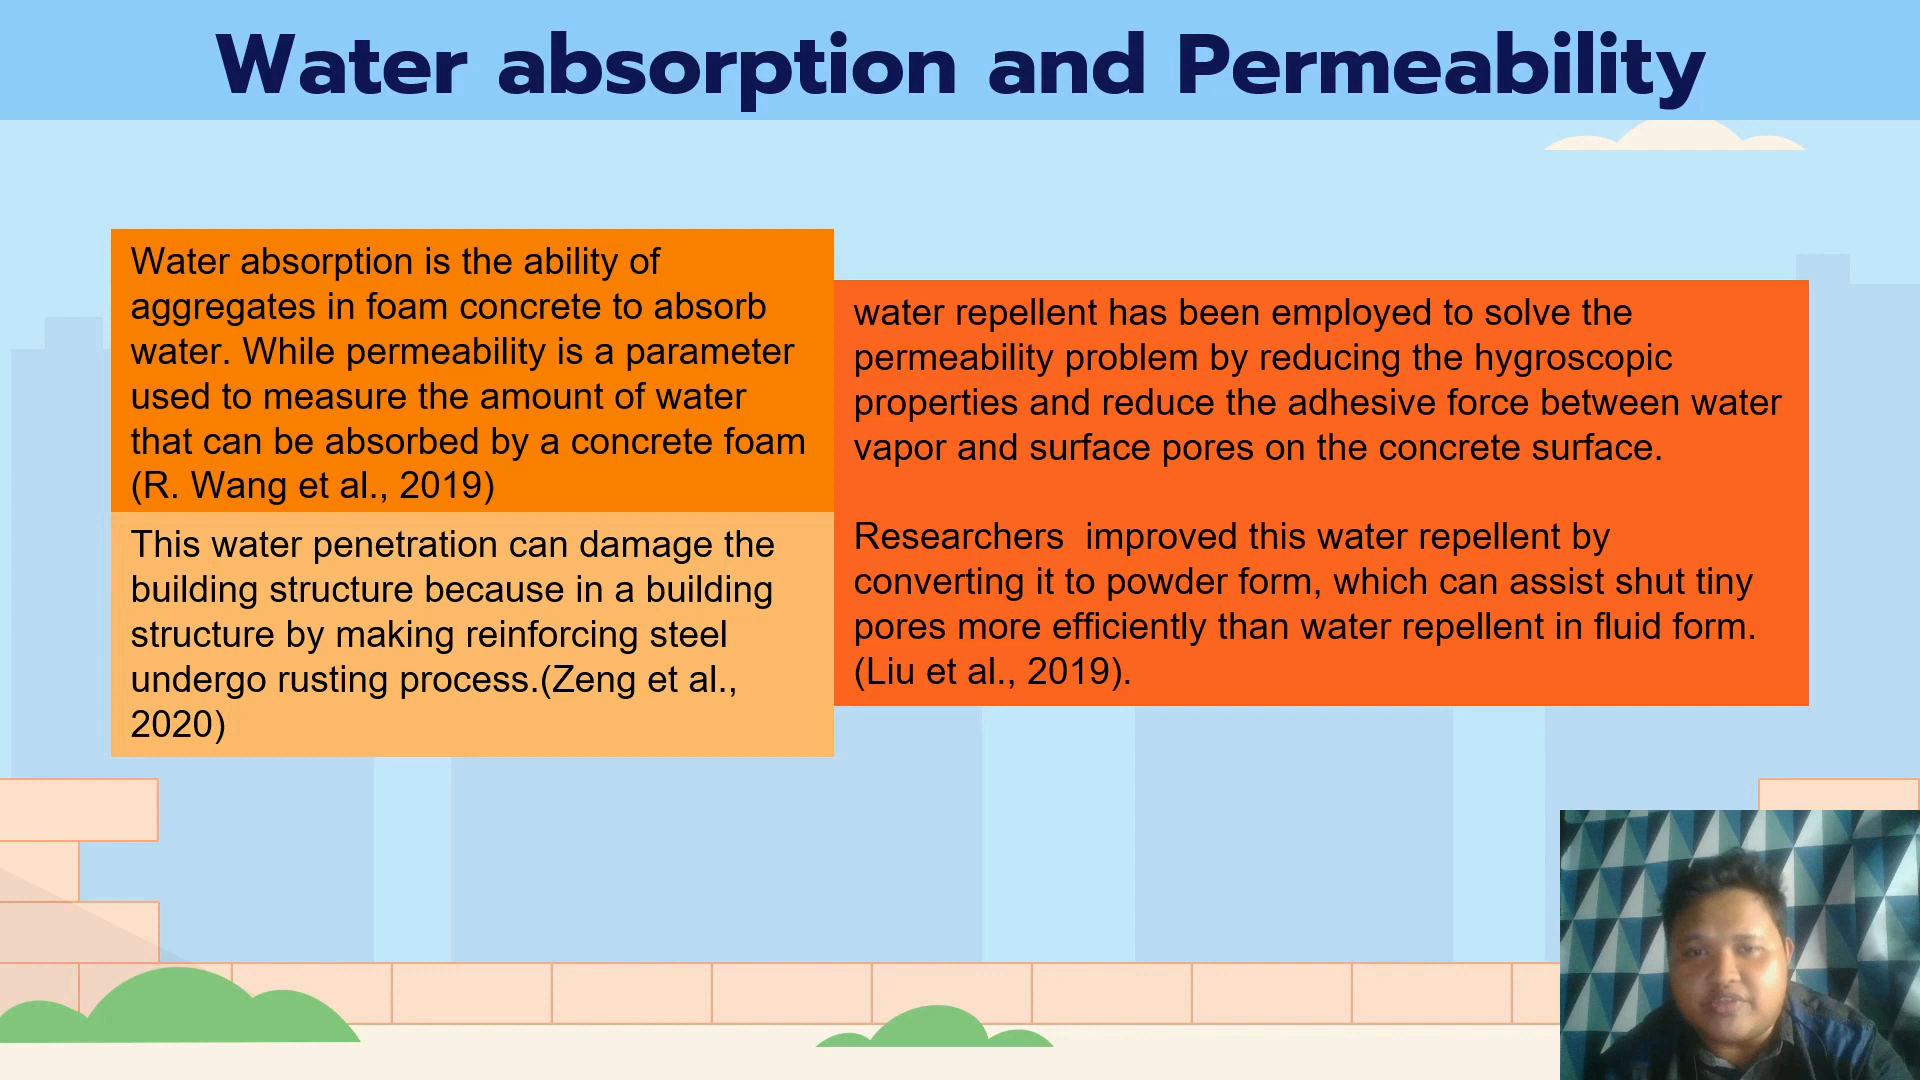 Water absorption and Permeability
Water absorption is the ability of
aggregates in foam concrete to absorb
water. While permeability is a parameter
used to measure the amount of water
that can be absorbed by a concrete foam
(R. Wang et al., 2019)
This water penetration can damage the
building structure because in a building
structure by making reinforcing steel
undergo rusting process.(Zeng et al.,
2020)
water repellent has been employed to solve the
permeability problem by reducing the hygroscopic
properties and reduce the adhesive force between water
vapor and surface pores on the concrete surface.
Researchers  improved this water repellent by
converting it to powder form, which can assist shut tiny
pores more efficiently than water repellent in fluid form.
(Liu et al., 2019).